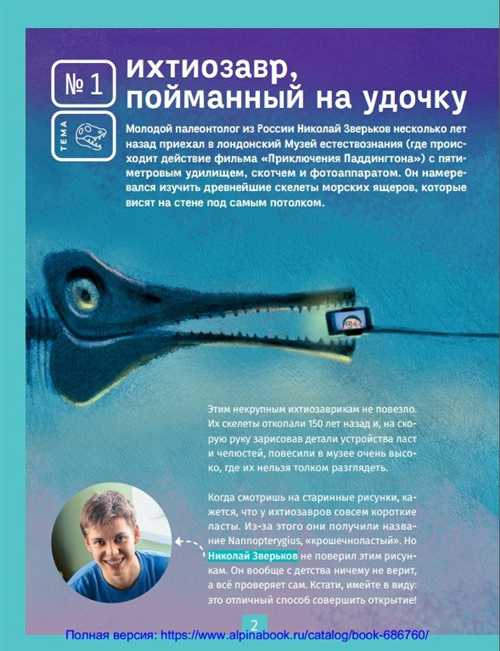 № 1
ТЕМА
ихтиозавр,
пойманный на удочку
Молодой палеонтолог из России Николай Зверьков несколько лет
назад приехал в лондонский Музей естествознания (где проис-
ходит действие фильма «Приключения Паддингтона») с пяти-
метровым удилищем, скотчем и фотоаппаратом. Он намере-
вался изучить древнейшие скелеты морских ящеров, которые
висят на стене под самым потолком.
Этим некрупным ихтиозаврикам не повезло.
Их скелеты откопали 150 лет назад и, на ско-
рую руку зарисовав детали устройства ласт
и челюстей, повесили в музее очень высо-
ко, где их нельзя толком разглядеть.
Когда смотришь на старинные рисунки, ка-
жется, что у ихтиозавров совсем короткие
ласты. Из-за этого они получили назва-
ние Nannopterygius, «крошечноласт­ый». Но
Николай Зверьков не поверил этим рисун-
кам. Он вообще с детства ничему не верит,
а всё проверяет сам. Кстати, имейте в виду:
это отличный способ совершить открытие!
2
Полная версия: https://www.alpinabook.ru/catalog/book-686760/